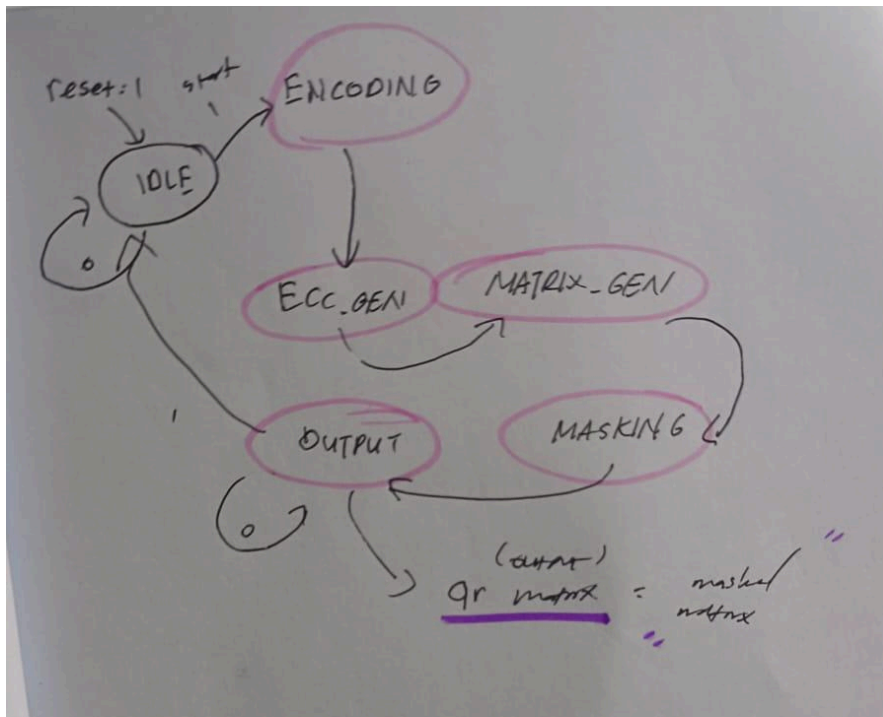 reset:1
start
1
ENCODING
IDLE
0
ECC_GEN
MATRIX_GEN
1
OUTPUT
MASKING
0
(output)
qr matrix = masked
matrix